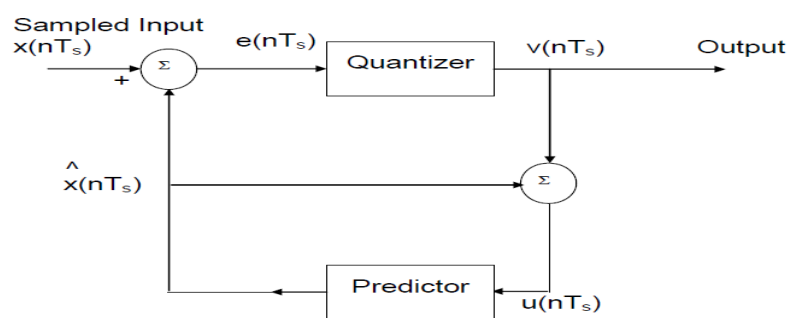 Sampled Input
x(nTₛ)
+
Σ
e(nTₛ)
Quantizer
v(nTₛ)
Output
^
x(nTₛ)
Σ
Predictor
u(nTₛ)